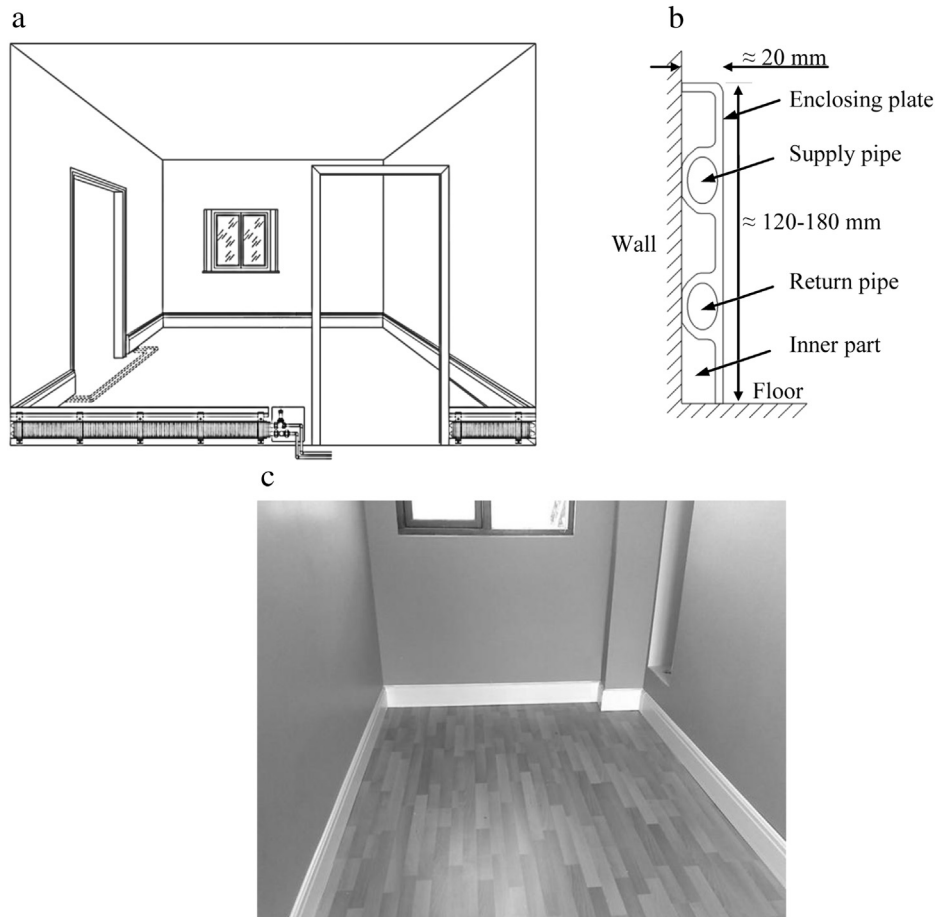 a
b
≈ 20 mm
Enclosing plate
Supply pipe
≈ 120-180 mm
Wall
Return pipe
Inner part
Floor
c